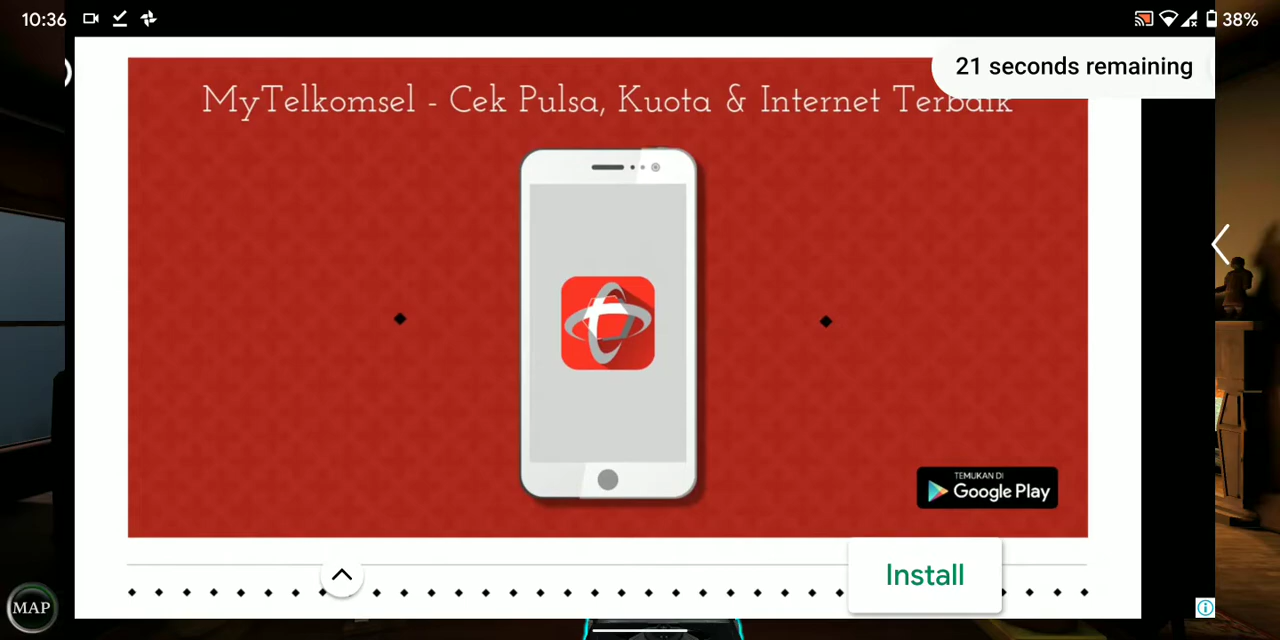 10:36
38%
21 seconds remaining
MyTelkomsel - Cek Pulsa, Kuota & Internet Terbaik
TEMUKAN DI
Google Play
Install
MAP